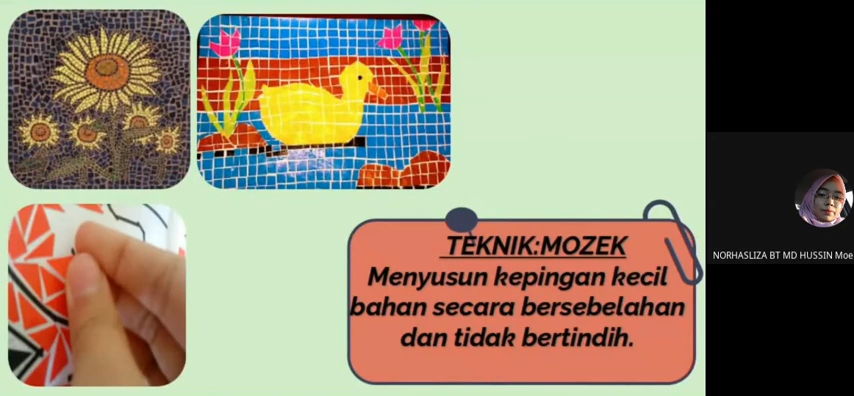 TEKNIK:MOZEK
Menyusun kepingan kecil
bahan secara bersebelahan
dan tidak bertindih.
NORHASLIZA BT MD HUSSIN Moe